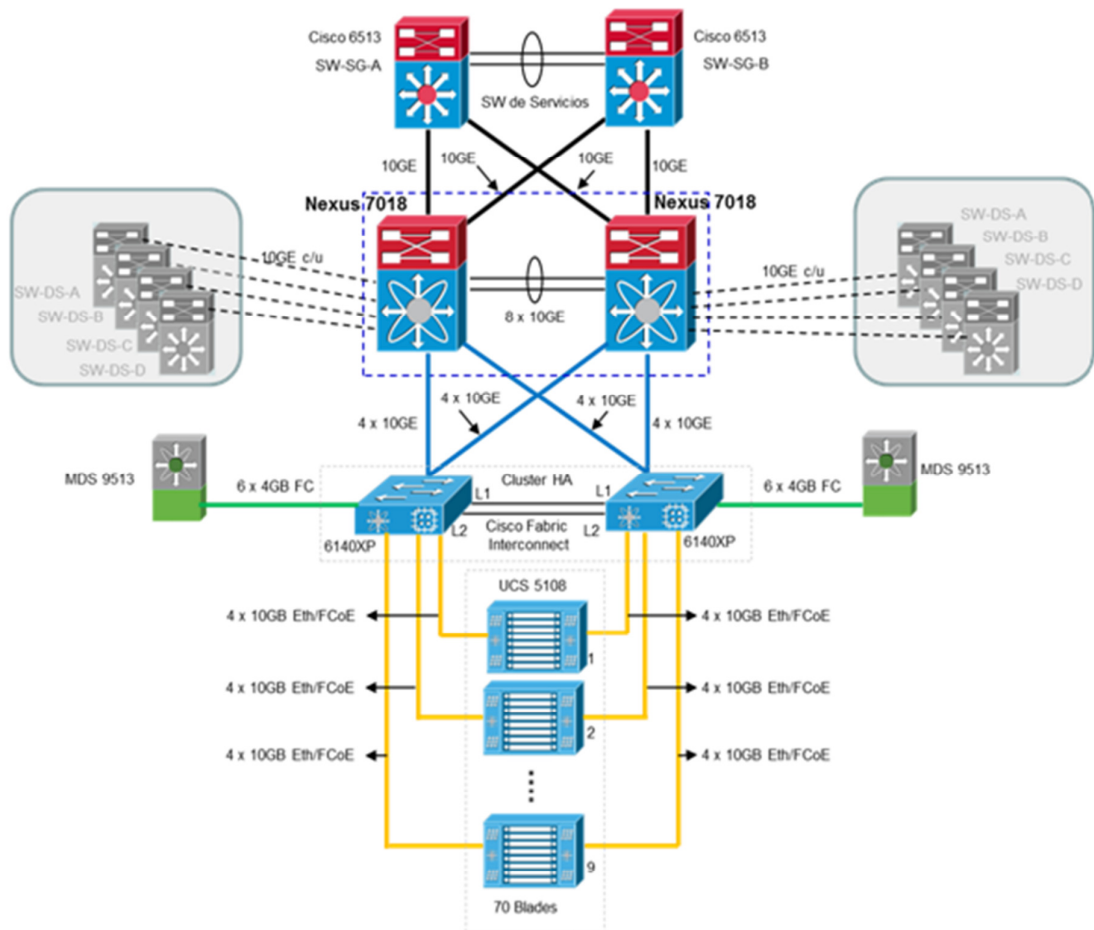 Cisco 6513
SW-SG-A
Cisco 6513
SW-SG-B
SW de Servicios
10GE
10GE
10GE
10GE
Nexus 7018
Nexus 7018
10GE c/u
SW-DS-A
SW-DS-B
SW-DS-C
SW-DS-D
8 x 10GE
10GE c/u
SW-DS-A
SW-DS-B
SW-DS-C
SW-DS-D
4 x 10GE
4 x 10GE
4 x 10GE
4 x 10GE
MDS 9513
6 x 4GB FC
Cluster HA
L1
L1
L2
L2
Cisco Fabric
Interconnect
6140XP
6140XP
6 x 4GB FC
MDS 9513
UCS 5108
4 x 10GB Eth/FCoE
1
4 x 10GB Eth/FCoE
4 x 10GB Eth/FCoE
2
4 x 10GB Eth/FCoE
4 x 10GB Eth/FCoE
4 x 10GB Eth/FCoE
9
70 Blades